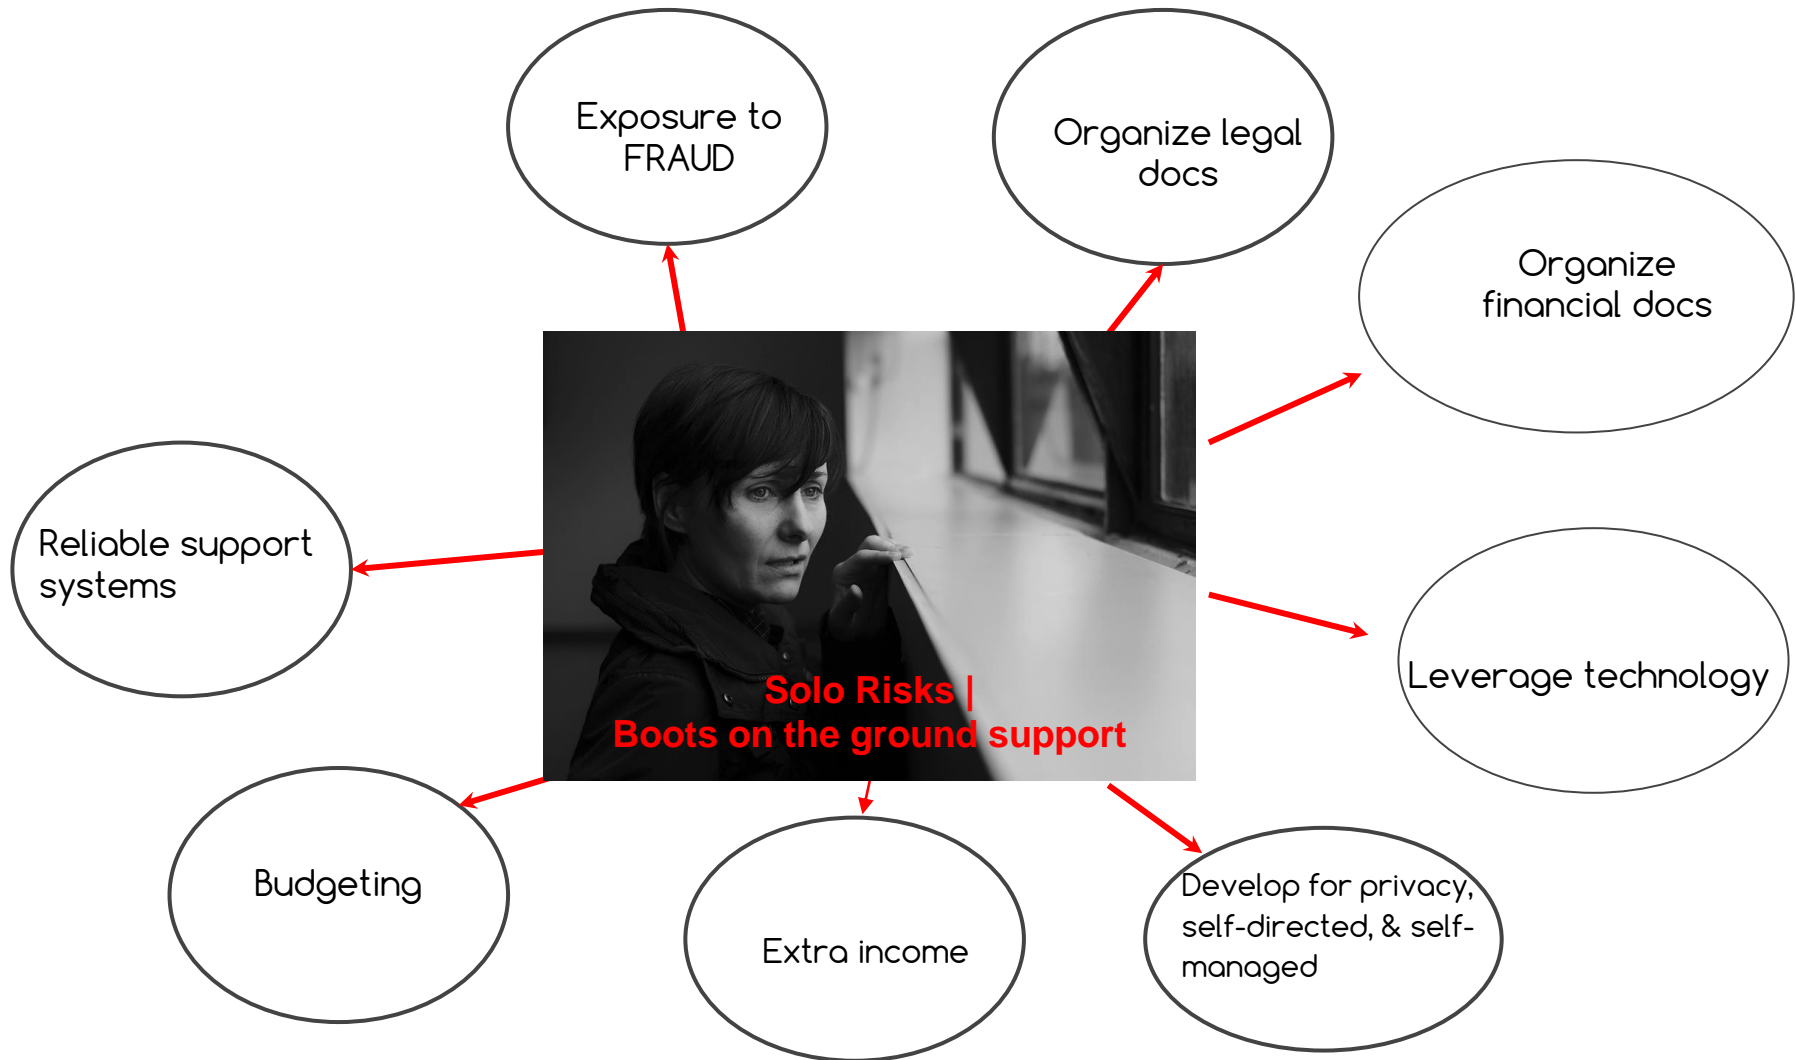 Exposure to
FRAUD
Organize legal
docs
Organize
financial docs
Reliable support
systems
Leverage technology
Solo Risks |
Boots on the ground support
Budgeting
Extra income
Develop for privacy,
self-directed, & self-
managed